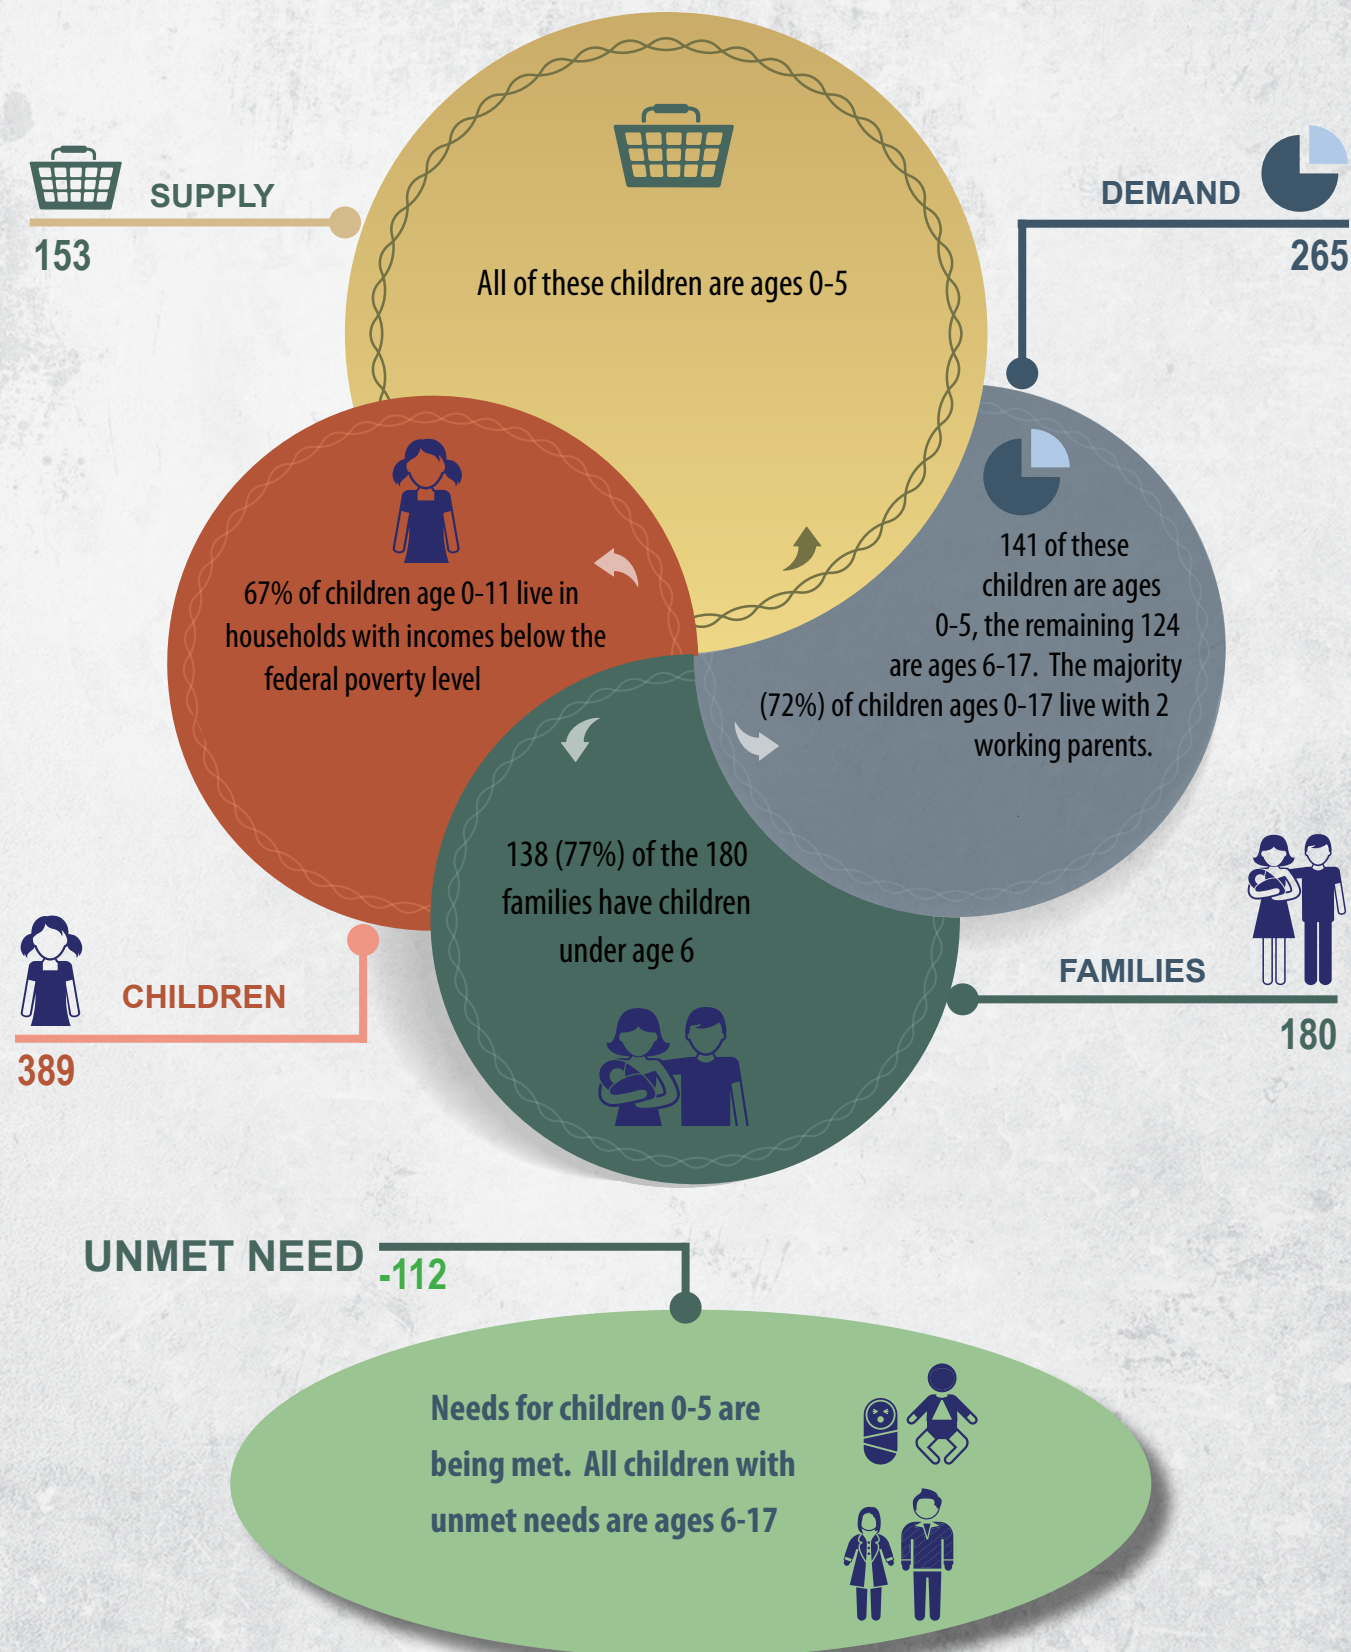 SUPPLY
153
DEMAND
265
All of these children are ages 0-5
141 of these
children are ages
0-5, the remaining 124
are ages 6-17.  The majority
(72%) of children ages 0-17 live with 2
working parents.
67% of children age 0-11 live in
households with incomes below the
federal poverty level
138 (77%) of the 180
families have children
under age 6
CHILDREN
389
FAMILIES
180
UNMET NEED
-112
Needs for children 0-5 are
being met.  All children with
unmet needs are ages 6-17